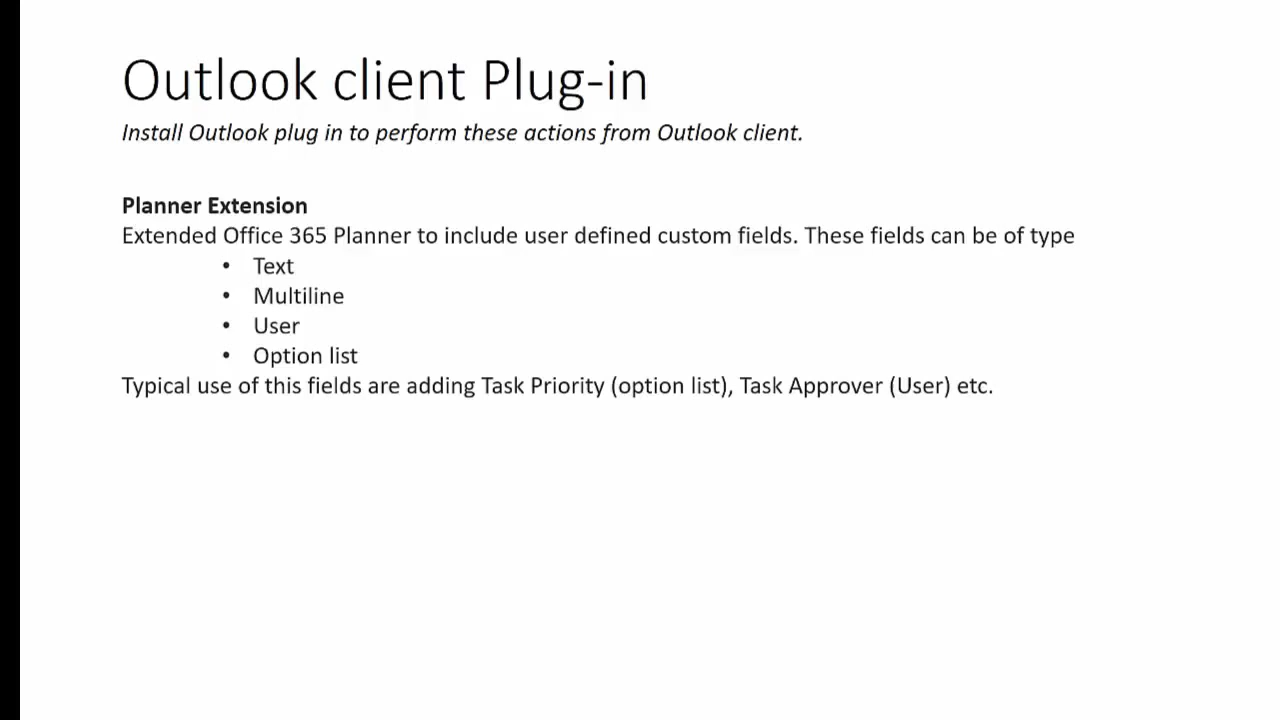 Outlook client Plug-in
Install Outlook plug in to perform these actions from Outlook client.
Planner Extension
Extended Office 365 Planner to include user defined custom fields. These fields can be of type
• Text
• Multiline
• User
• Option list
Typical use of this fields are adding Task Priority (option list), Task Approver (User) etc.